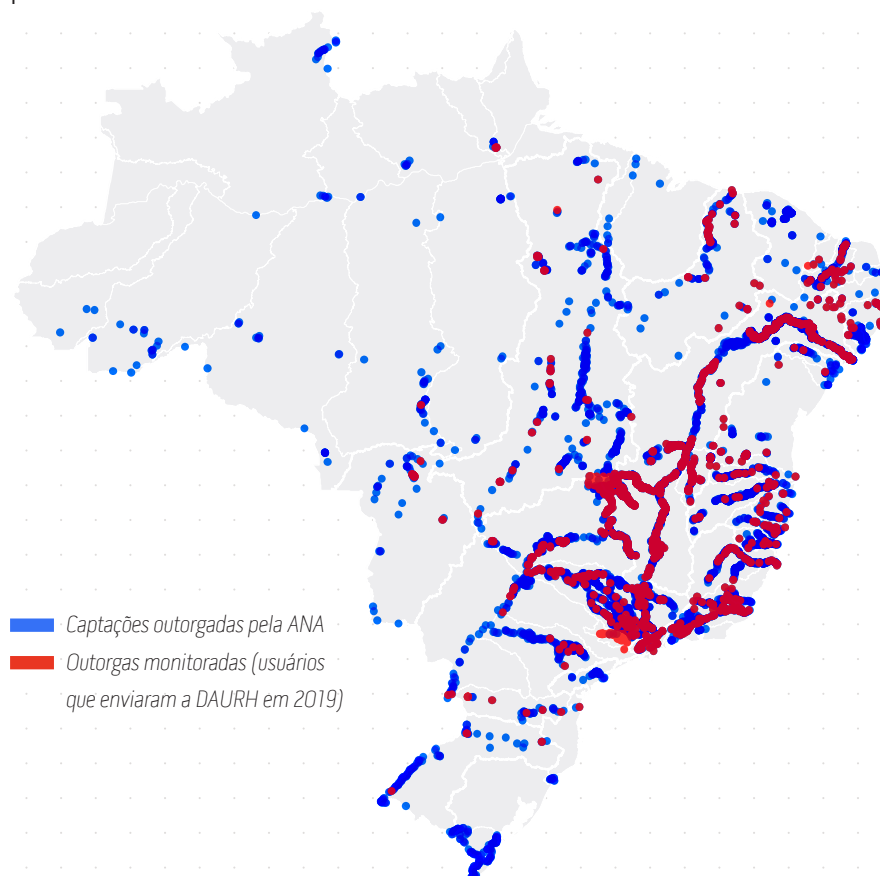 Captações outorgadas pela ANA
Outorgas monitoradas (usuários
que enviaram a DAURH em 2019)